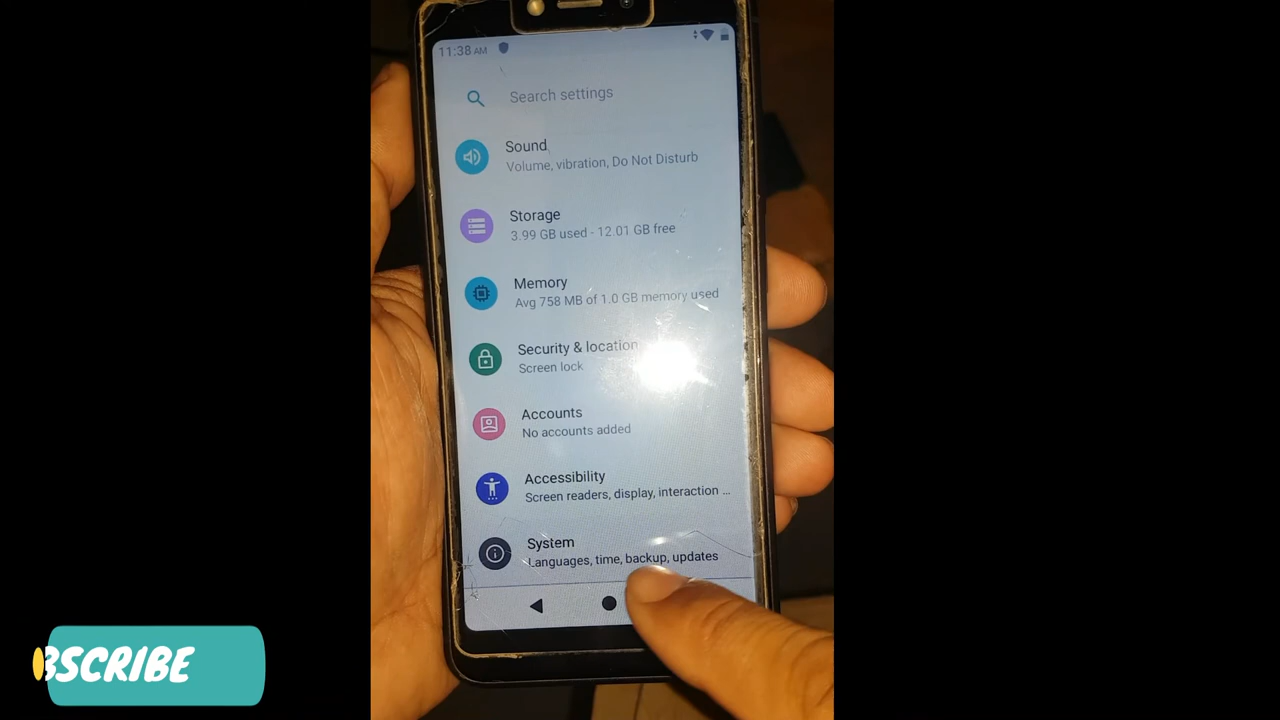 11:38 AM
Search settings
Sound
Volume, vibration, Do Not Disturb
Storage
3.99 GB used - 12.01 GB free
Memory
Avg 758 MB of 1.0 GB memory used
Security & location
Screen lock
Accounts
No accounts added
Accessibility
Screen readers, display, interaction ...
System
Languages, time, backup, updates
BSCRIBE